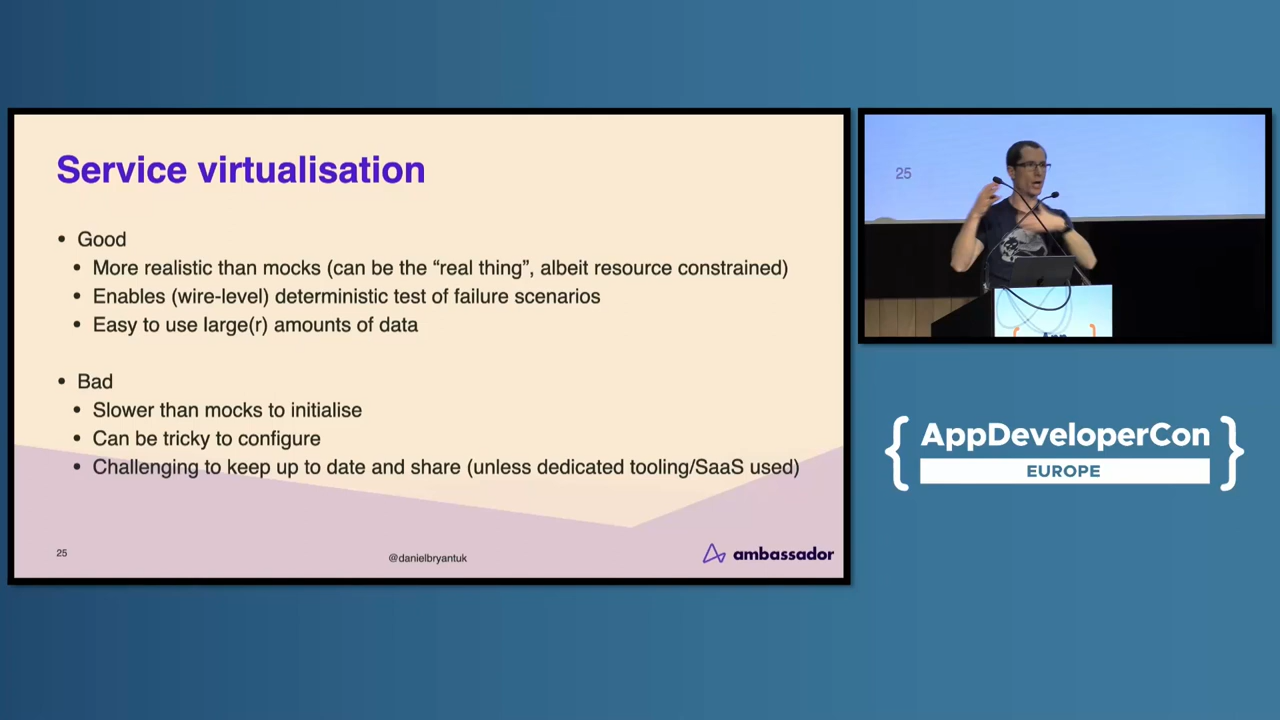 Service virtualisation
• Good
• More realistic than mocks (can be the “real thing”, albeit resource constrained)
• Enables (wire-level) deterministic test of failure scenarios
• Easy to use large(r) amounts of data
• Bad
• Slower than mocks to initialise
• Can be tricky to configure
• Challenging to keep up to date and share (unless dedicated tooling/SaaS used)
25
@danielbryantuk
ambassador
25
{ AppDeveloperCon }
EUROPE